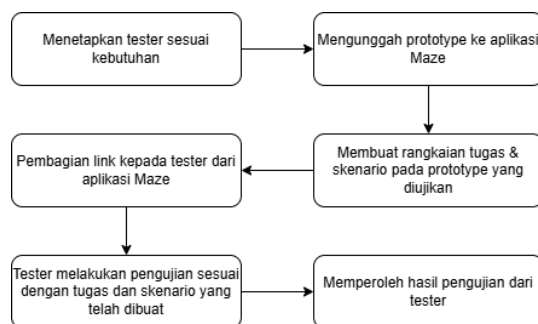 Menetapkan tester sesuai
kebutuhan
Mengunggah prototype ke aplikasi
Maze
Membuat rangkaian tugas &
skenario pada prototype yang
diujikan
Pembagian link kepada tester dari
aplikasi Maze
Tester melakukan pengujian sesuai
dengan tugas dan skenario yang
telah dibuat
Memperoleh hasil pengujian dari
tester